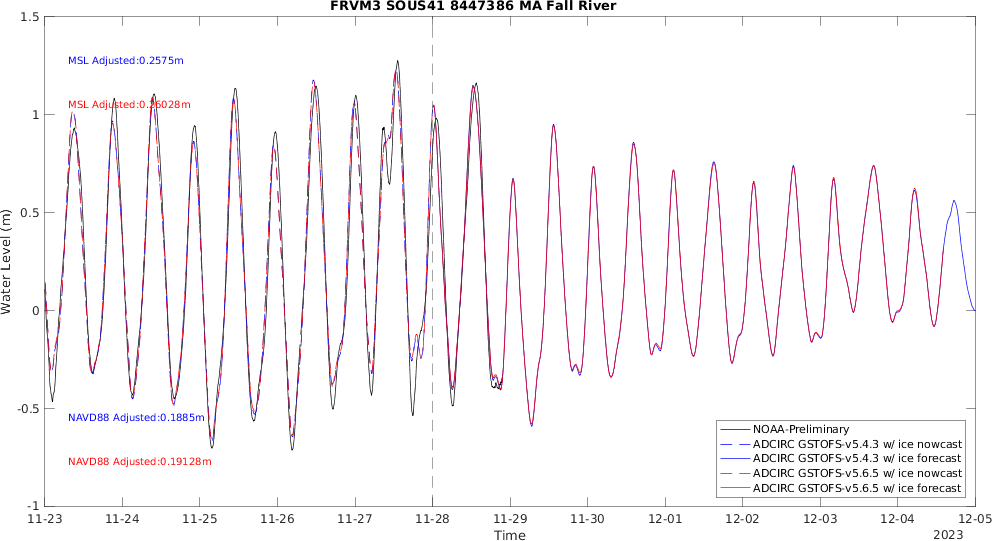 FRVM3 SOUS41 8447386 MA Fall River
1.5
1
0.5
0
-0.5
-1
Water Level (m)
MSL Adjusted:0.2575m
MSL Adjusted:0.26028m
NAVD88 Adjusted:0.1885m
NAVD88 Adjusted:0.19128m
NOAA-Preliminary
ADCIRC GSTOFS-v5.4.3 w/ ice nowcast
ADCIRC GSTOFS-v5.4.3 w/ ice forecast
ADCIRC GSTOFS-v5.6.5 w/ ice nowcast
ADCIRC GSTOFS-v5.6.5 w/ ice forecast
11-23 11-24 11-25 11-26 11-27 11-28 11-29 11-30 12-01 12-02 12-03 12-04 12-05
Time
2023